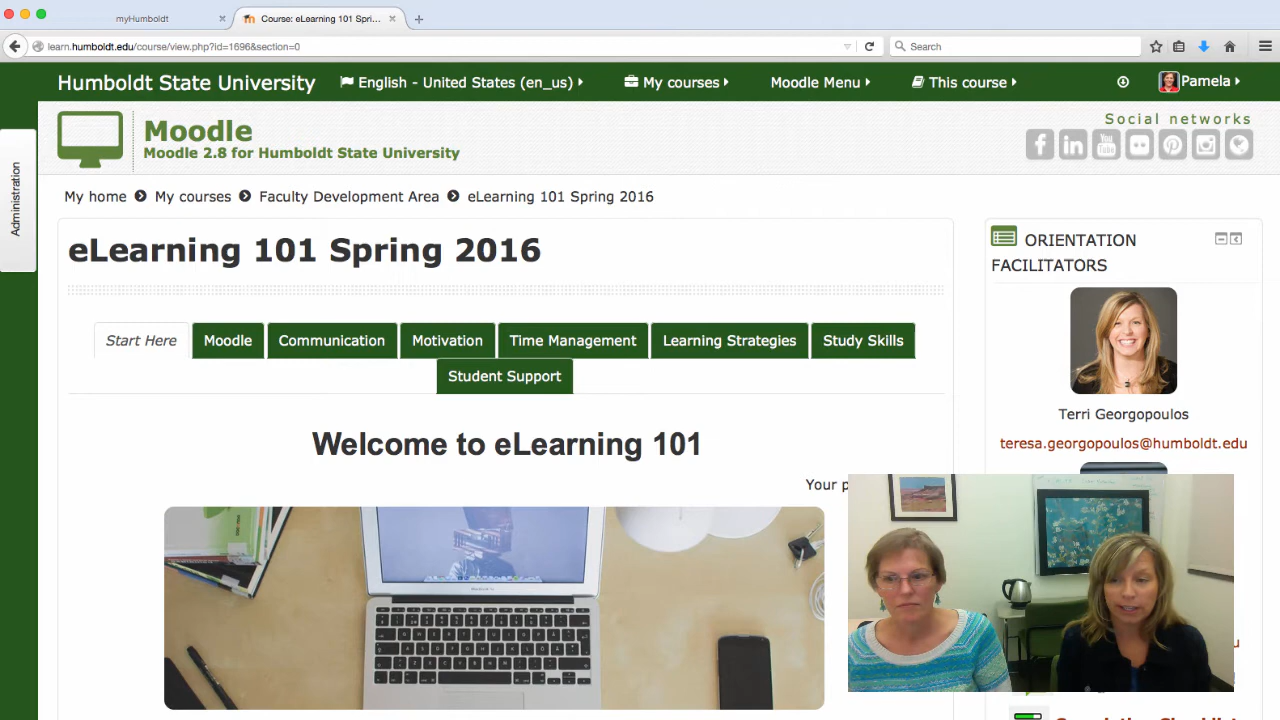 myHumboldt
Course: eLearning 101 Spri...
learn.humboldt.edu/course/view.php?id=1696&section=0
Search
Humboldt State University
English - United States (en_us)
My courses
Moodle Menu
This course
Pamela
Moodle
Moodle 2.8 for Humboldt State University
Social networks
You
Tube
Administration
My home
My courses
Faculty Development Area
eLearning 101 Spring 2016
eLearning 101 Spring 2016
Start Here
Moodle
Communication
Motivation
Time Management
Learning Strategies
Study Skills
Student Support
Welcome to eLearning 101
Your
ORIENTATION
FACILITATORS
Terri Georgopoulos
teresa.georgopoulos@humboldt.edu